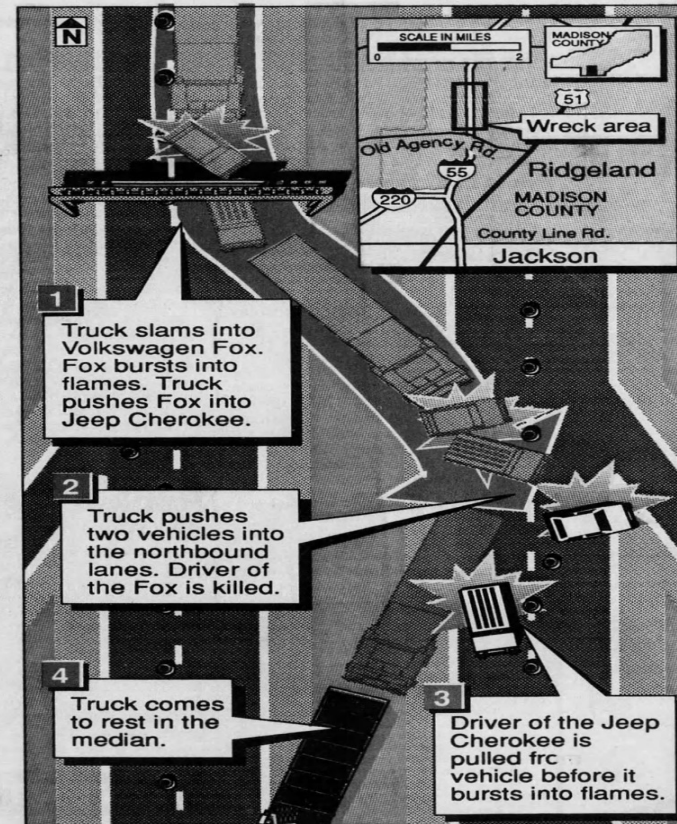 N
SCALE IN MILES
0 2
MADISON
COUNTY
51
Wreck area
Old Agency Rd.
55
Ridgeland
220
MADISON
COUNTY
County Line Rd.
Jackson
1
Truck slams into
Volkswagen Fox.
Fox bursts into
flames. Truck
pushes Fox into
Jeep Cherokee.
2
Truck pushes
two vehicles into
the northbound
lanes. Driver of
the Fox is killed.
3
Driver of the Jeep
Cherokee is
pulled frc
vehicle before it
bursts into flames.
4
Truck comes
to rest in the
median.